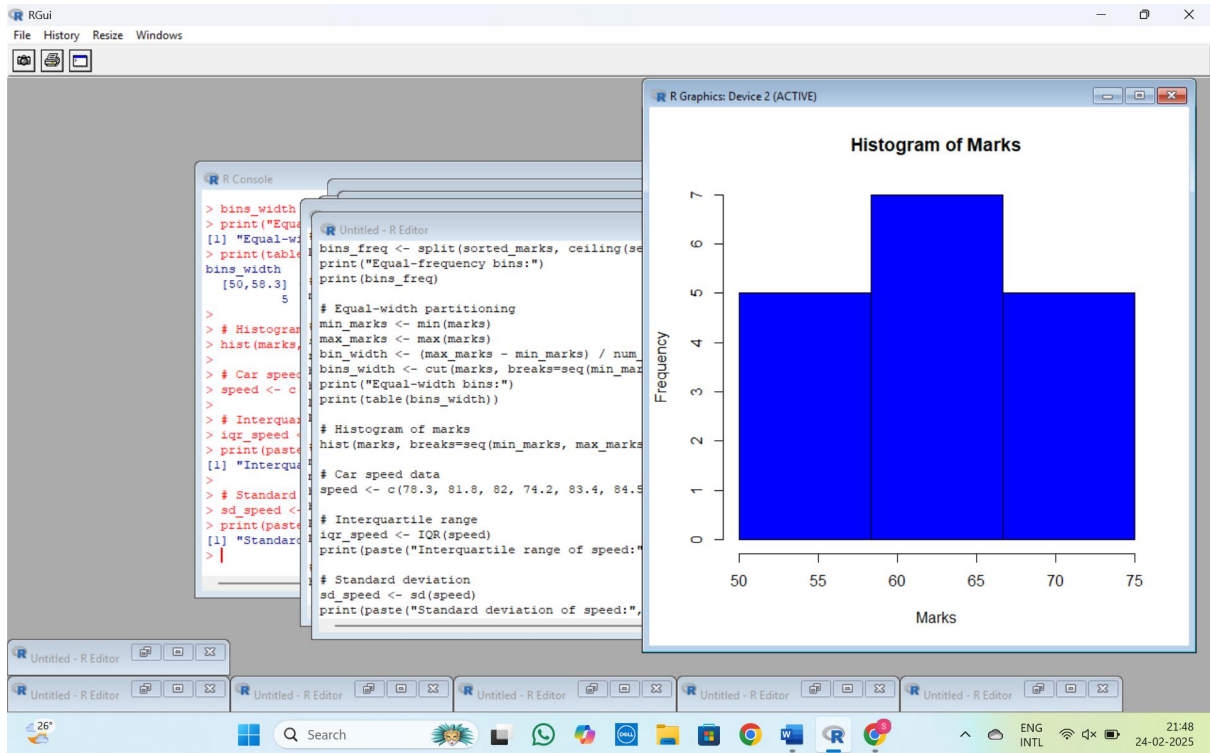 RGui
File History Resize Windows
R Graphics: Device 2 (ACTIVE)
Histogram of Marks
Frequency
0
1
2
3
4
5
6
7
50 55 60 65 70 75
Marks
R Console
> bins_width
> print("Equa
[1] "Equal-wi
> print(table
bins_width
[50,58.3]
5
>
> # Histogram
> hist(marks,
>
> # Car speed
> speed <- c
>
> # Interquar
> iqr_speed <
> print(paste
[1] "Interqua
>
> # Standard
> sd_speed <-
> print(paste
[1] "Standard
>
Untitled - R Editor
bins_freq <- split(sorted_marks, ceiling(se
print("Equal-frequency bins:")
print(bins_freq)
# Equal-width partitioning
min_marks <- min(marks)
max_marks <- max(marks)
bin_width <- (max_marks - min_marks) / num_
bins_width <- cut(marks, breaks=seq(min_mar
print("Equal-width bins:")
print(table(bins_width))
# Histogram of marks
hist(marks, breaks=seq(min_marks, max_marks
# Car speed data
speed <- c(78.3, 81.8, 82, 74.2, 83.4, 84.5
# Interquartile range
iqr_speed <- IQR(speed)
print(paste("Interquartile range of speed:"
# Standard deviation
sd_speed <- sd(speed)
print(paste("Standard deviation of speed:",
Untitled - R Editor
Untitled - R Editor
Untitled - R Editor
Untitled - R Editor
Untitled - R Editor
Untitled - R Editor
26°
Search
DELL
ENG
INTL
21:48
24-02-2025